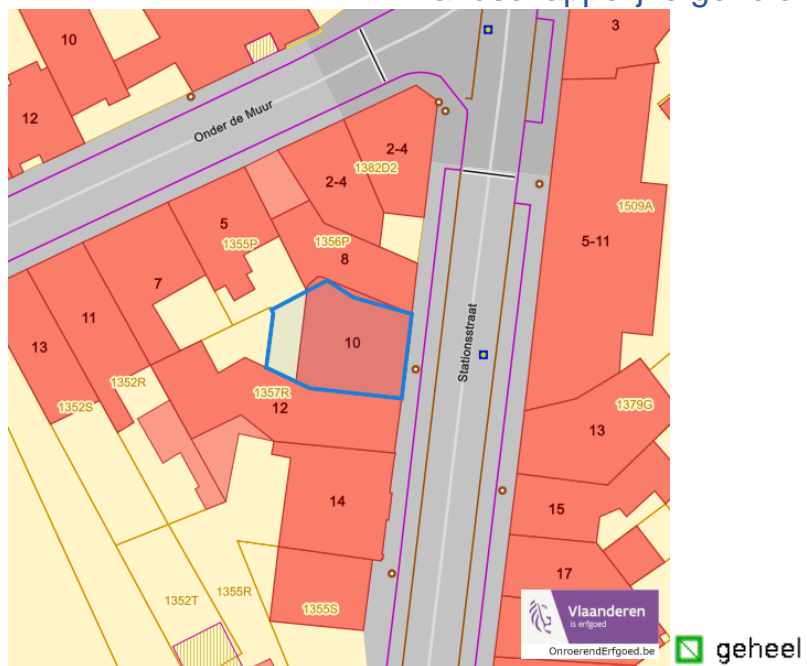 3
10
12
Onder de Muur
2-4
1382D2
2-4
1509A
5
1355P
1356P
8
5-11
7
11
13
10
Stationsstraat
1352R
1352S
1357R
12
1379G
13
14
15
17
1352T
1355R
1355S
Vlaanderen
is erfgoed
OnroerendErfgoed.be
geheel